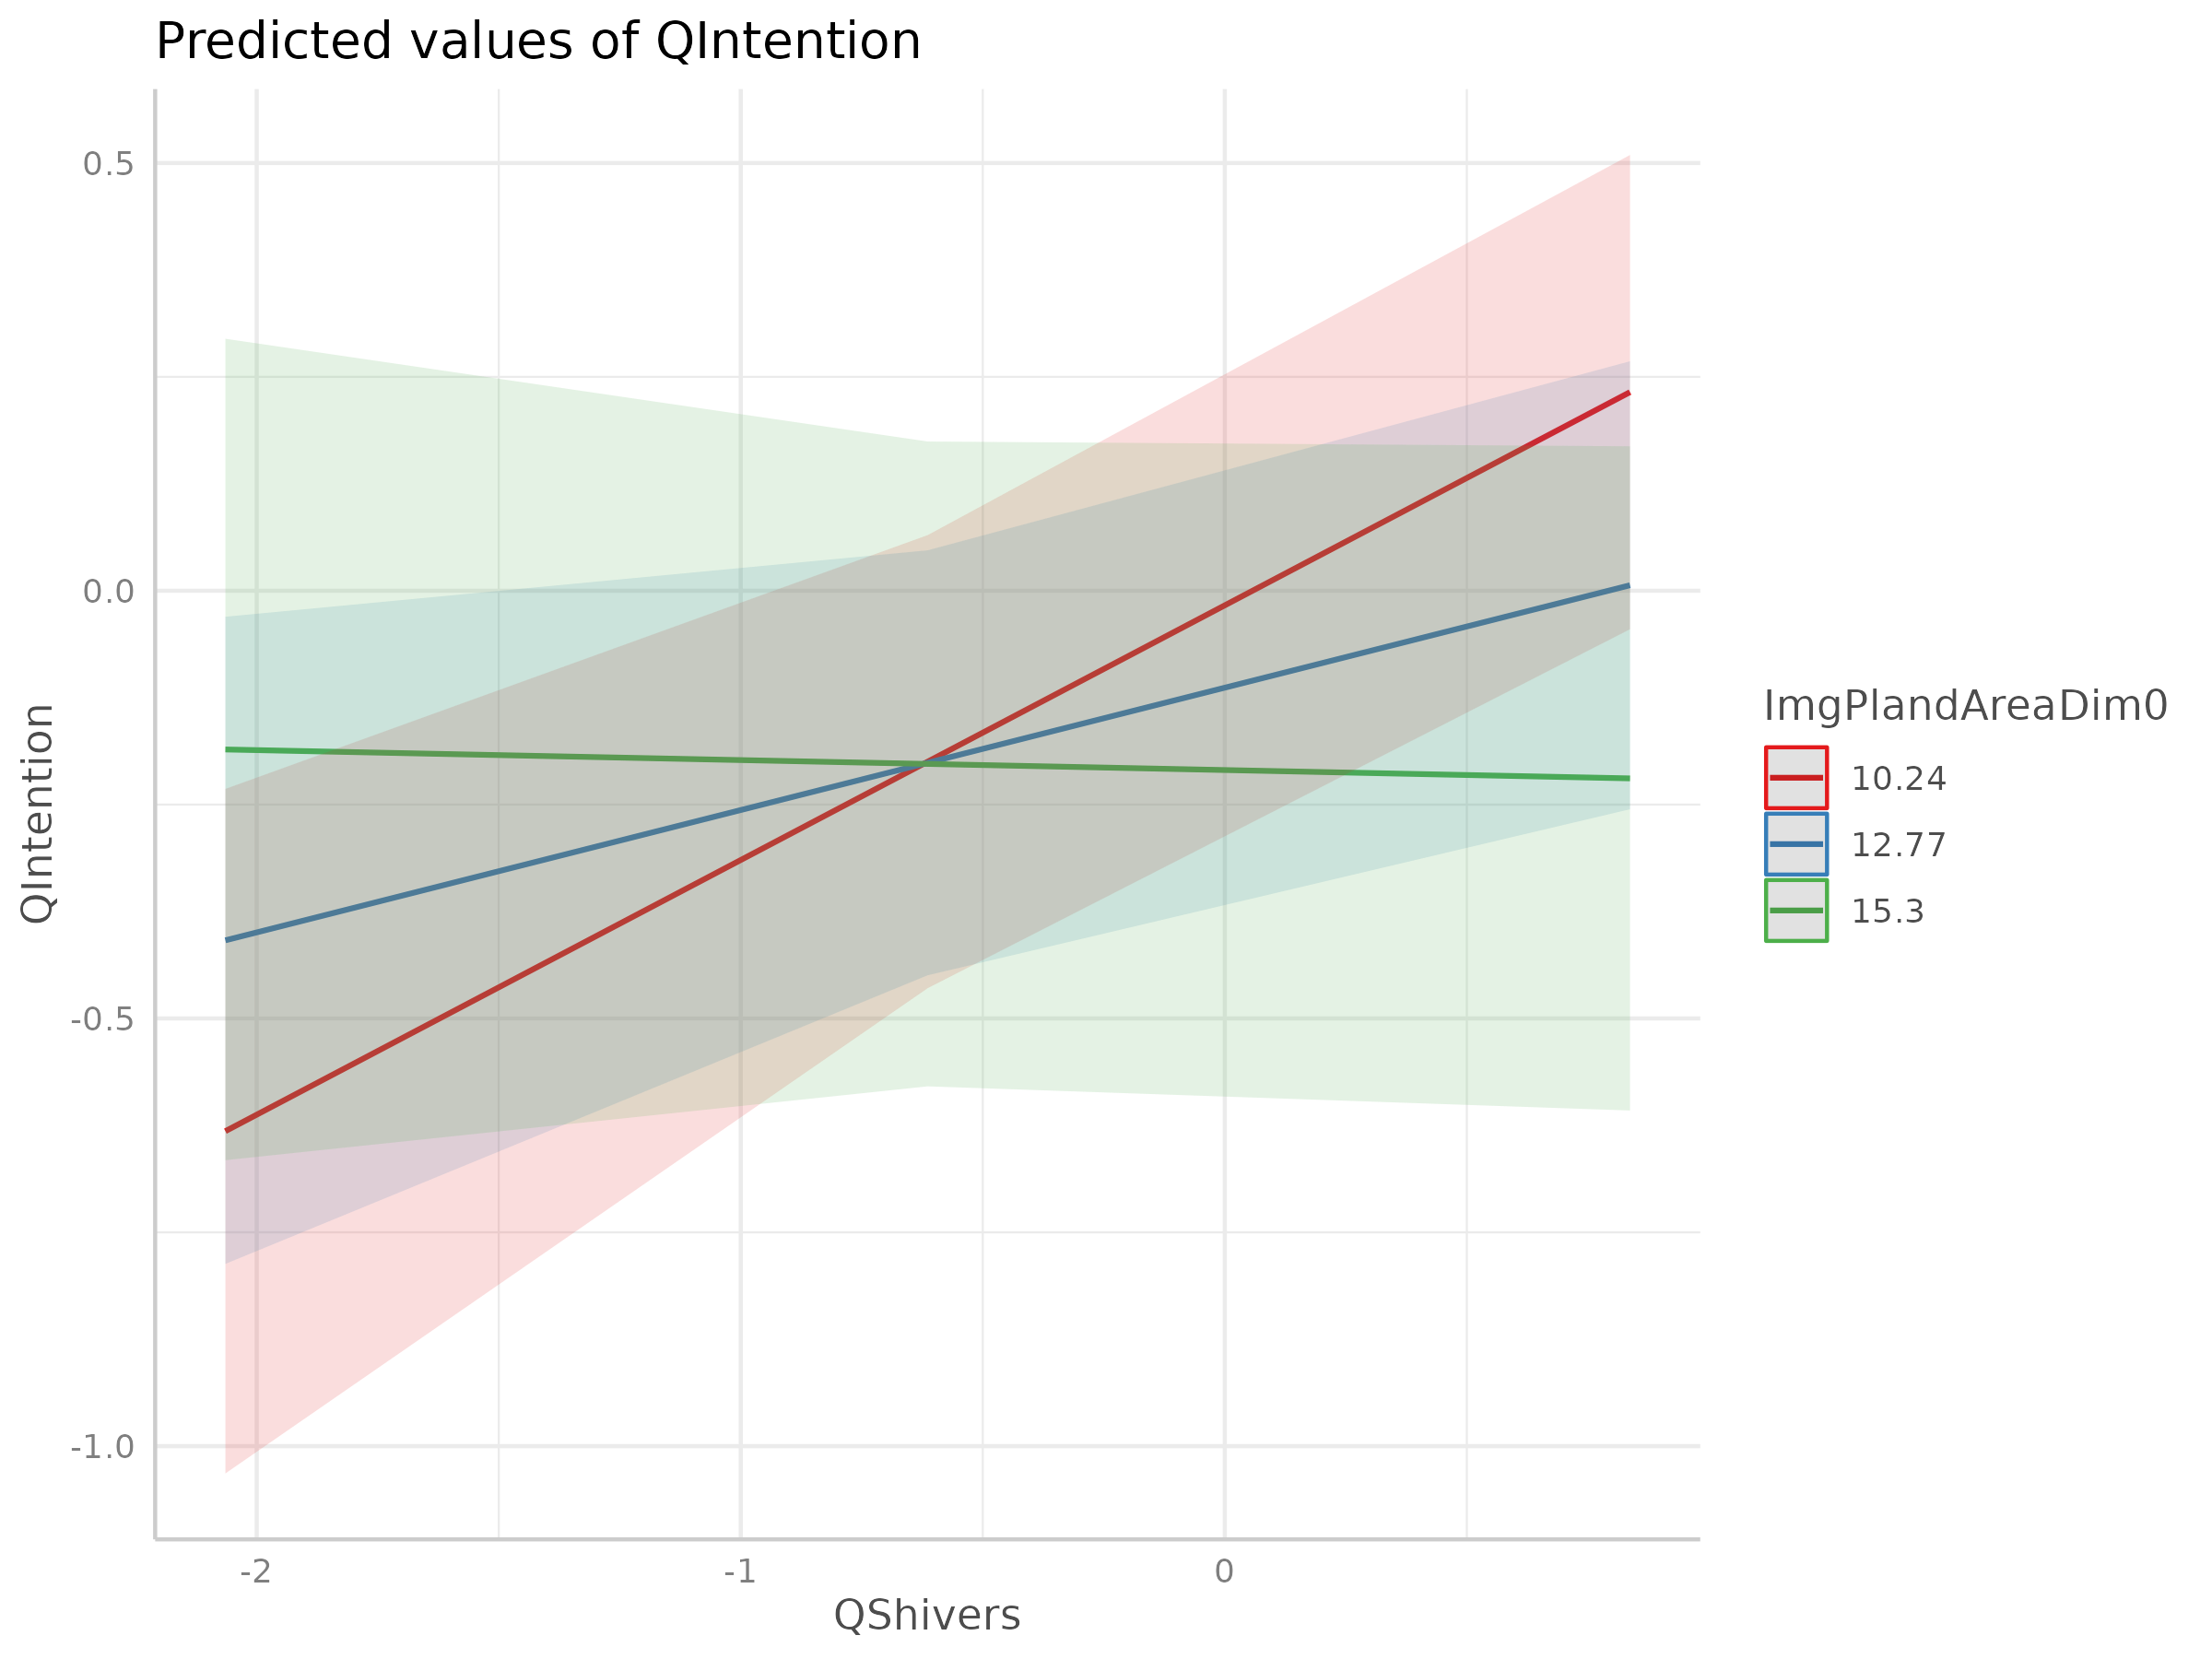 Predicted values of QIntention
0.5
0.0
-0.5
-1.0
QIntention
-2
-1
0
QShivers
ImgPlandAreaDim0
10.24
12.77
15.3